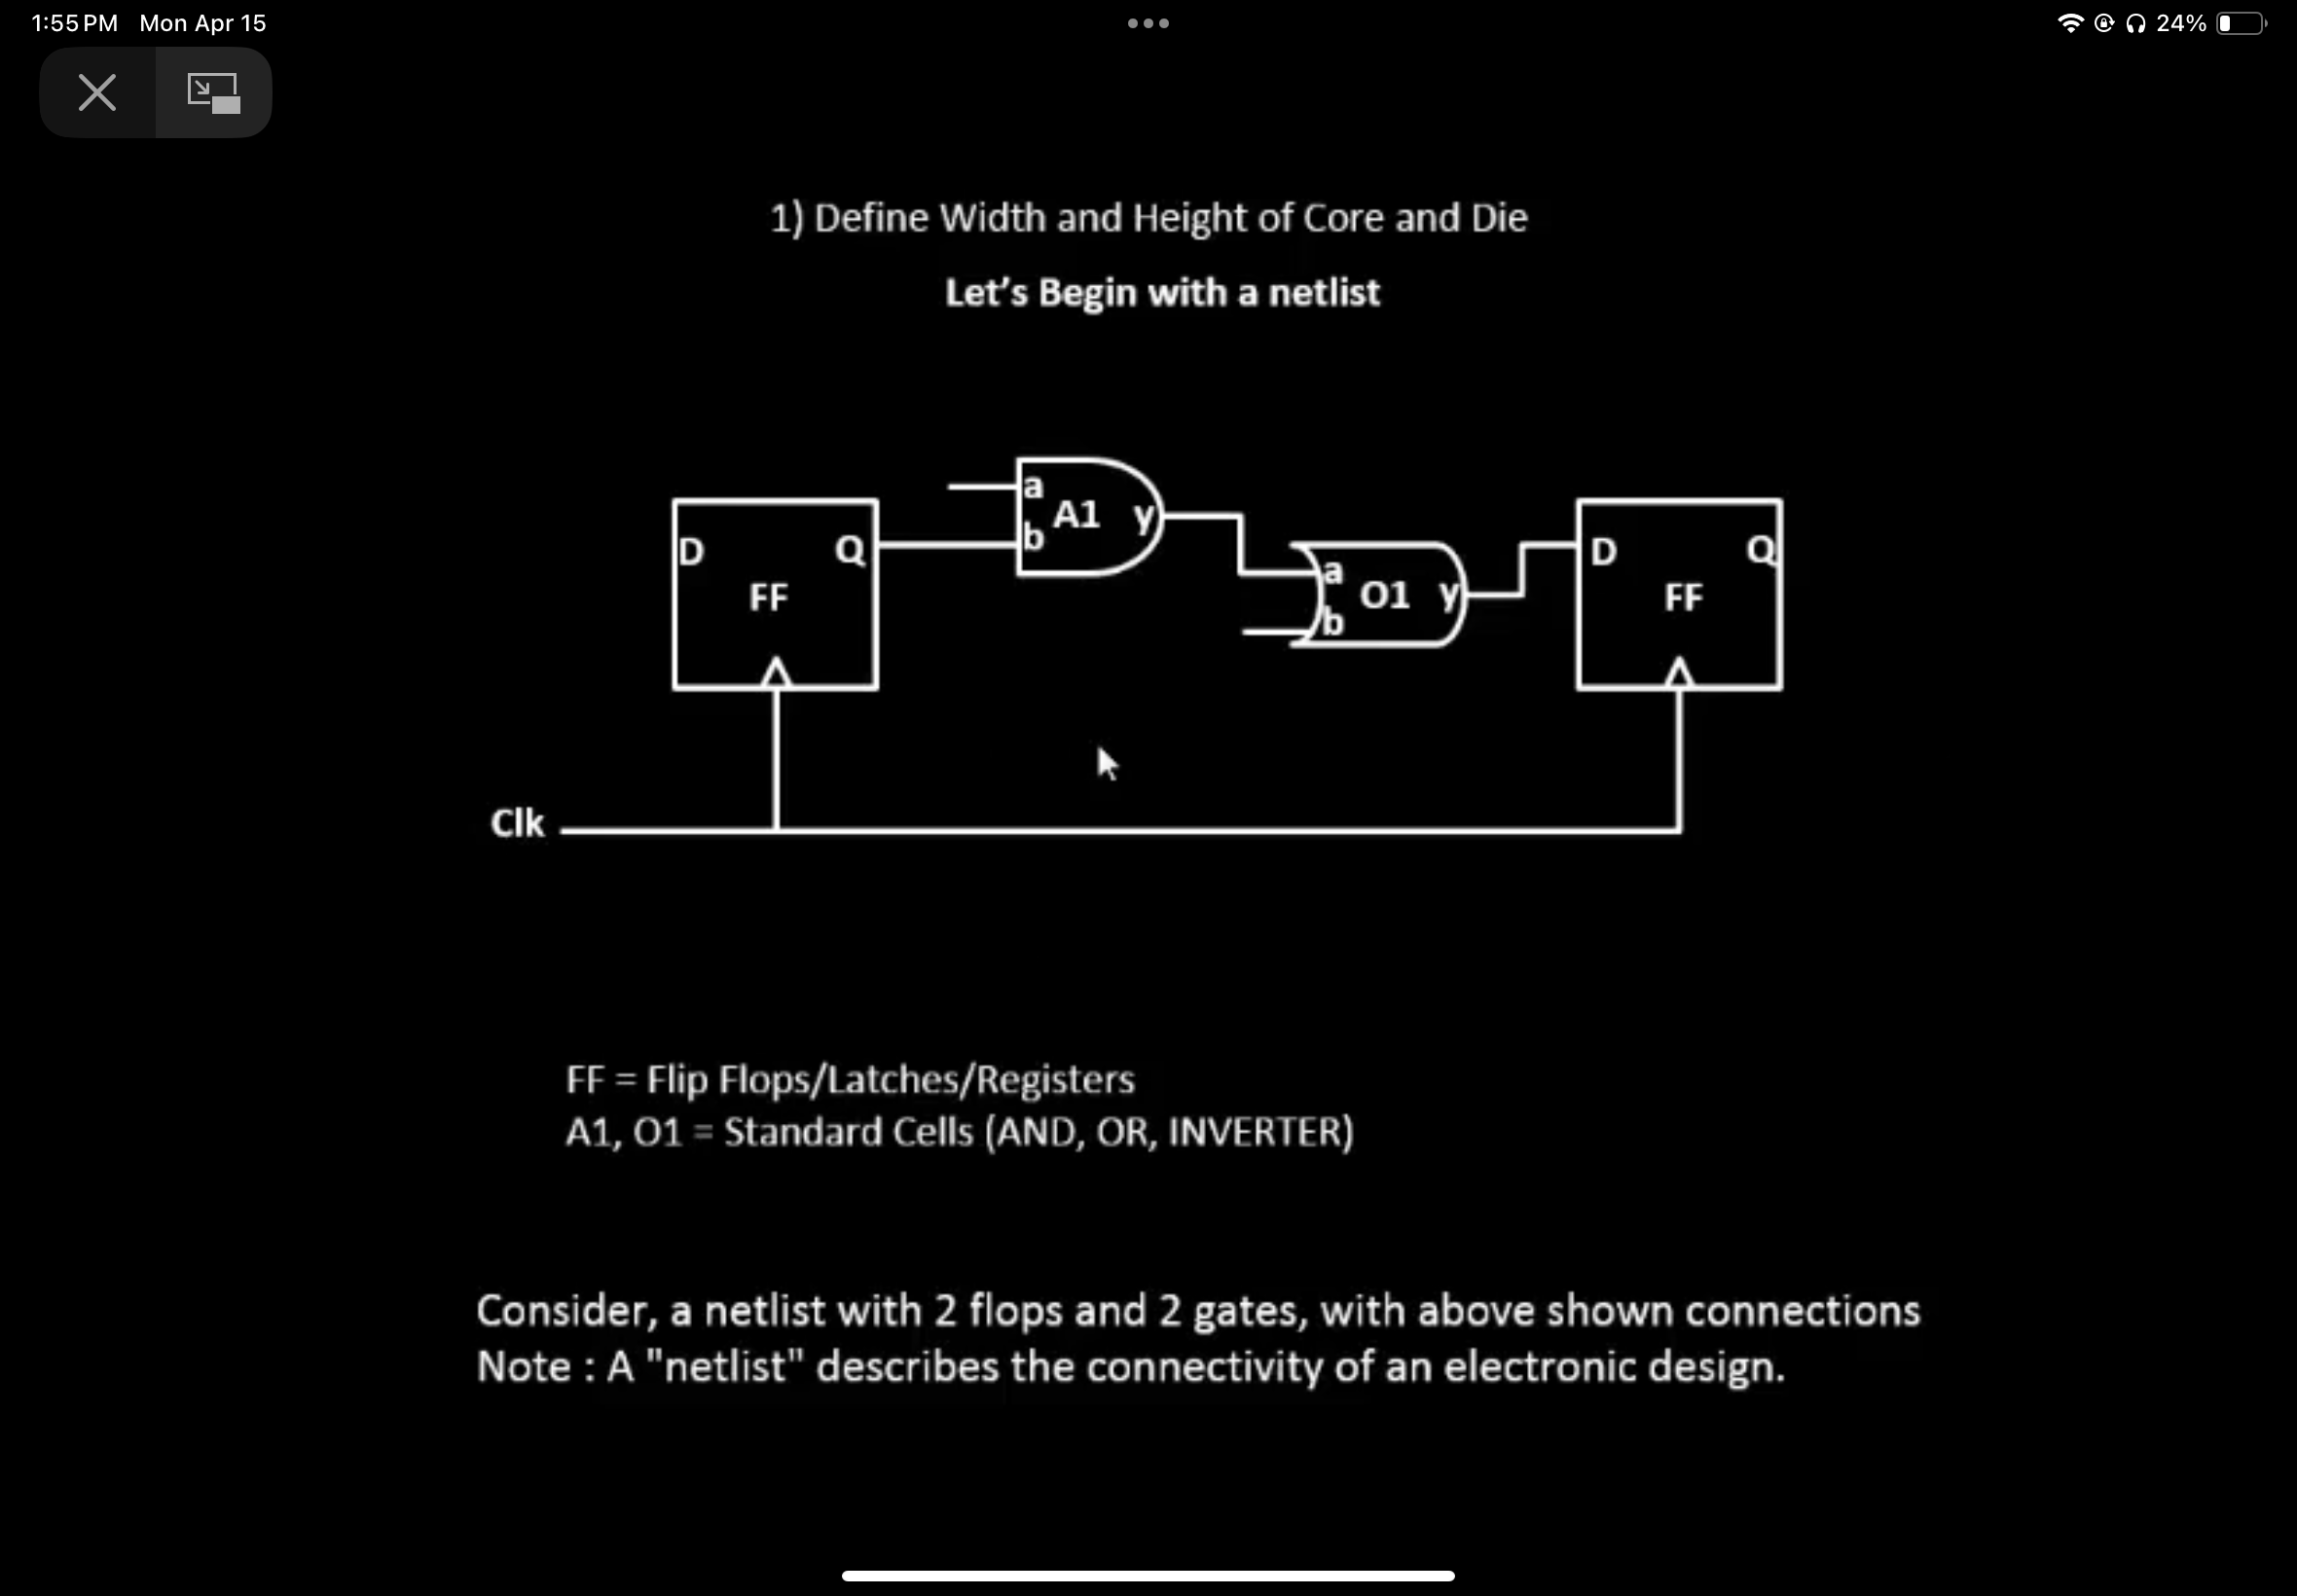 1:55 PM Mon Apr 15
24%
1) Define Width and Height of Core and Die
Let's Begin with a netlist
a
A1 y
b
D Q
FF
a
O1 y
b
D Q
FF
Clk
FF = Flip Flops/Latches/Registers
A1, O1 = Standard Cells (AND, OR, INVERTER)
Consider, a netlist with 2 flops and 2 gates, with above shown connections
Note : A "netlist" describes the connectivity of an electronic design.